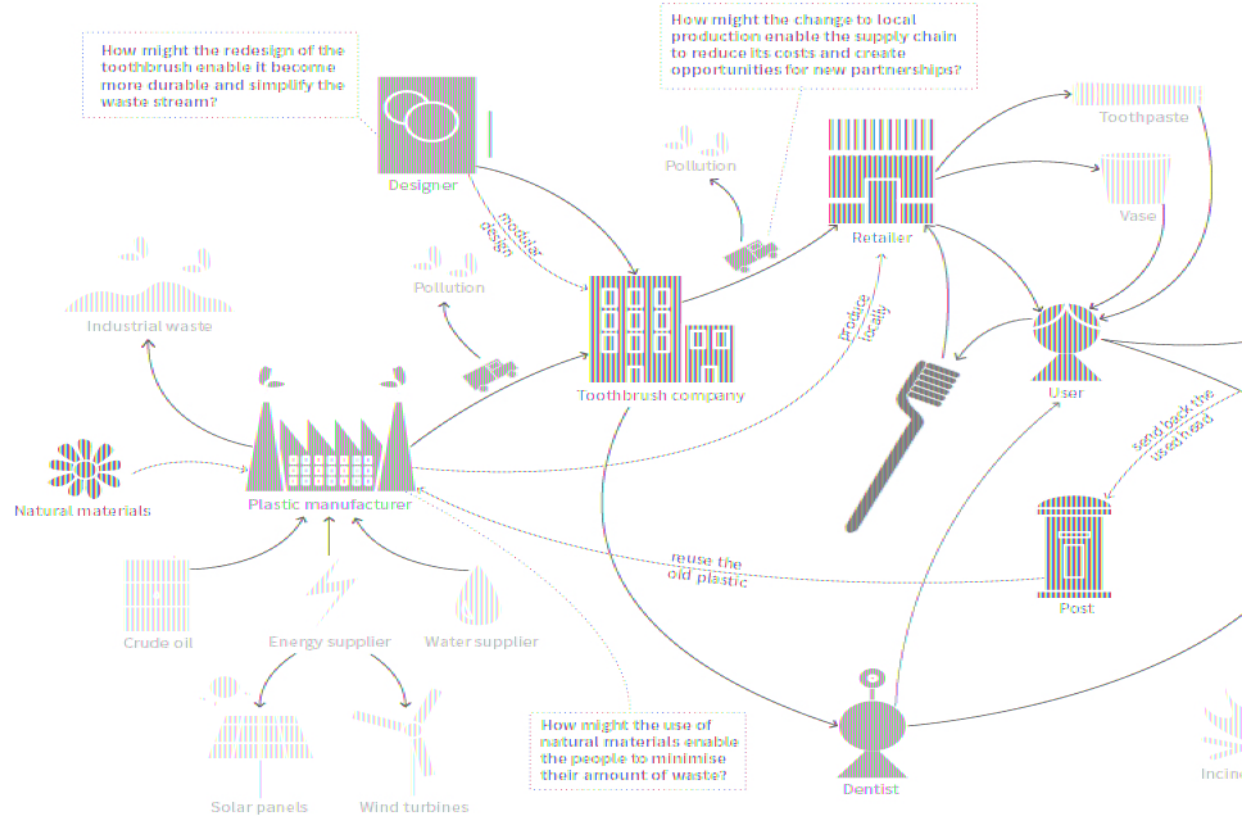 How might the redesign of the
toothbrush enable it become
more durable and simplify the
waste stream?
How might the change to local
production enable the supply chain
to reduce its costs and create
opportunities for new partnerships?
Designer
modular
design
Pollution
Retailer
Toothpaste
Vase
Industrial waste
Pollution
Toothbrush company
produce
locally
User
send back the
used head
Natural materials
Plastic manufacturer
reuse the
old plastic
Post
Crude oil
Energy supplier
Water supplier
How might the use of
natural materials enable
the people to minimise
their amount of waste?
Solar panels
Wind turbines
Dentist